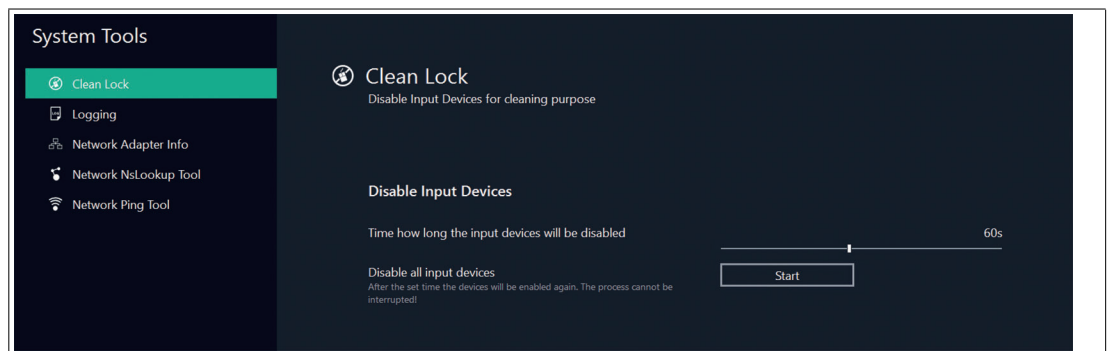 System Tools
Clean Lock
Logging
Network Adapter Info
Network NsLookup Tool
Network Ping Tool
Clean Lock
Disable Input Devices for cleaning purpose
Disable Input Devices
Time how long the input devices will be disabled
60s
Disable all input devices
Start
After the set time the devices will be enabled again. The process cannot be
interrupted!